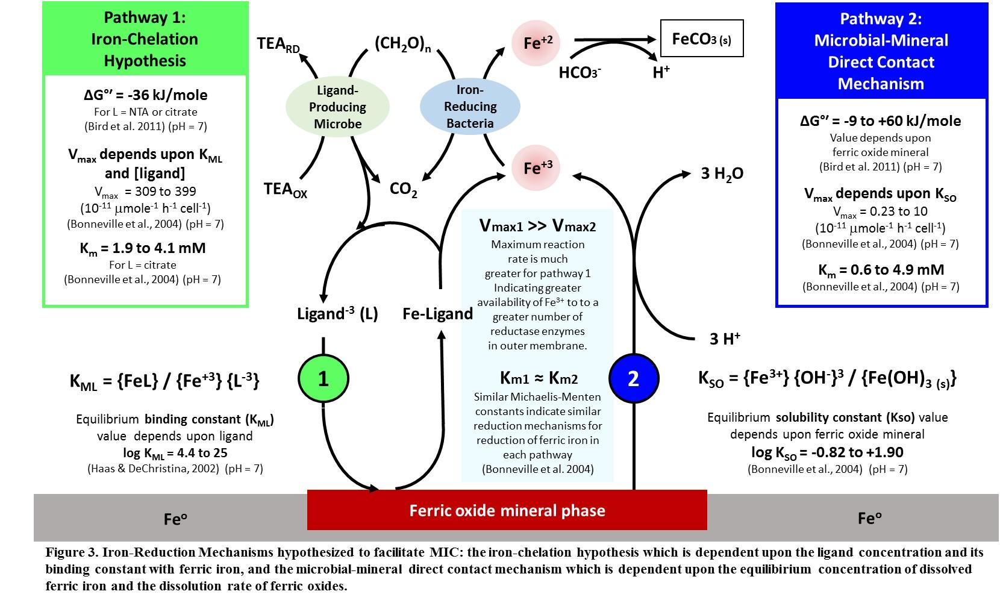 Pathway 1:
Iron-Chelation
Hypothesis
ΔG°′ = -36 kJ/mole
For L = NTA or citrate
(Bird et al. 2011) (pH = 7)
Vmax depends upon KML
and [ligand]
Vmax = 309 to 399
(10-11 μmole-1 h-1 cell-1)
(Bonneville et al., 2004) (pH = 7)
Km = 1.9 to 4.1 mM
For L = citrate
(Bonneville et al., 2004) (pH = 7)
TEARD
(CH2O)n
Fe+2
FeCO3 (s)
HCO3-
H+
Ligand-
Producing
Microbe
Iron-
Reducing
Bacteria
TEAOX
CO2
Fe+3
3 H2O
Pathway 2:
Microbial-Mineral
Direct Contact
Mechanism
ΔG°′ = -9 to +60 kJ/mole
Value depends upon
ferric oxide mineral
(Bird et al. 2011) (pH = 7)
Vmax depends upon KSO
Vmax = 0.23 to 10
(10-11 μmole-1 h-1 cell-1)
(Bonneville et al., 2004) (pH = 7)
Km = 0.6 to 4.9 mM
(Bonneville et al., 2004) (pH = 7)
Vmax1 >> Vmax2
Maximum reaction
rate is much
greater for pathway 1
Indicating greater
availability of Fe3+ to to a
greater number of
reductase enzymes
in outer membrane.
Ligand-3 (L)
Fe-Ligand
3 H+
1
2
Km1 ≈ Km2
Similar Michaelis-Menten
constants indicate similar
reduction mechanisms for
reduction of ferric iron in
each pathway
(Bonneville et al. 2004)
KML = {FeL} / {Fe+3} {L-3}
Equilibrium binding constant (KML)
value depends upon ligand
log KML = 4.4 to 25
(Haas & DeChristina, 2002) (pH = 7)
KSO = {Fe3+} {OH-}3 / {Fe(OH)3 (s)}
Equilibrium solubility constant (Kso) value
depends upon ferric oxide mineral
log KSO = -0.82 to +1.90
(Bonneville et al., 2004) (pH = 7)
Feo
Ferric oxide mineral phase
Feo
Figure 3. Iron-Reduction Mechanisms hypothesized to facilitate MIC: the iron-chelation hypothesis which is dependent upon the ligand concentration and its
binding constant with ferric iron, and the microbial-mineral direct contact mechanism which is dependent upon the equilibirium concentration of dissolved
ferric iron and the dissolution rate of ferric oxides.